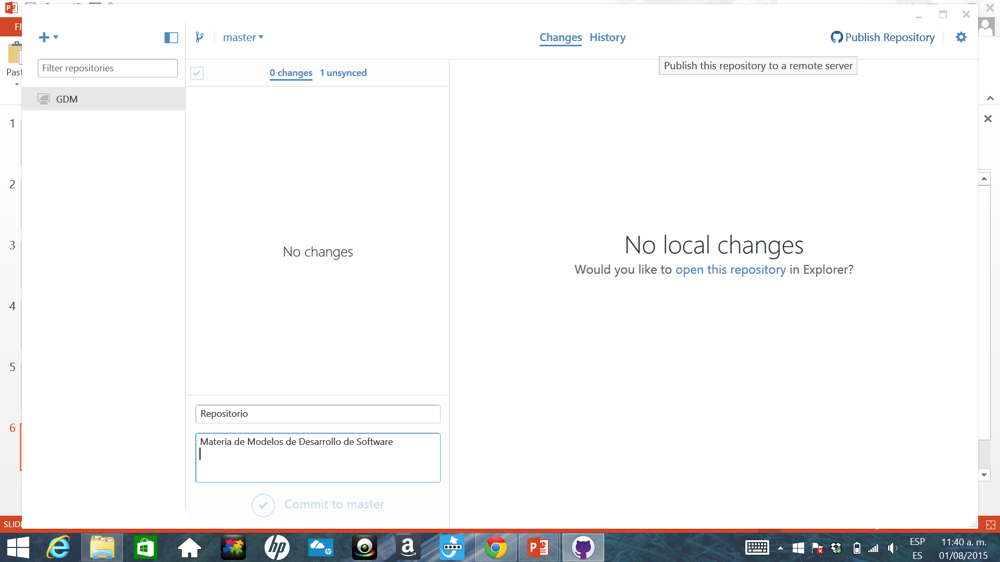 FI
master
Changes History
Publish Repository
Past
Filter repositories
0 changes 1 unsynced
Publish this repository to a remote server
GDM
1
2
3
4
5
6
No changes
No local changes
Would you like to open this repository in Explorer?
Repositorio
Materia de Modelos de Desarrollo de Software
Commit to master
SLID
hp
hp
a
P
ESP
ES
11:40 a. m.
01/08/2015